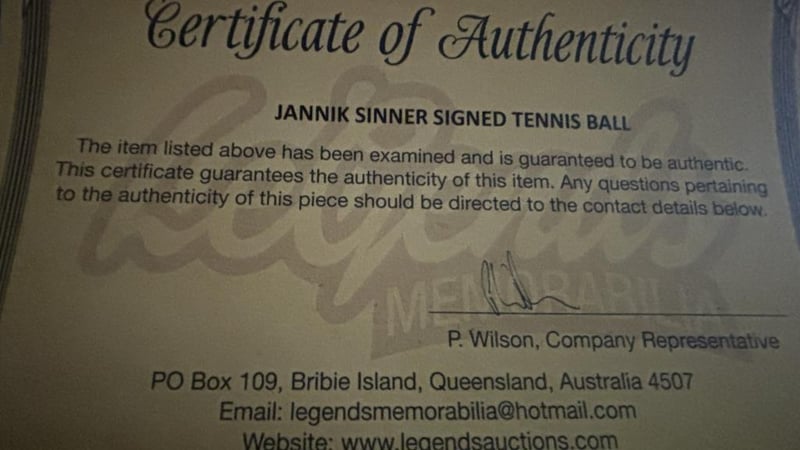 Certificate of Authenticity
JANNIK SINNER SIGNED TENNIS BALL
The item listed above has been examined and is guaranteed to be authentic.
This certificate guarantees the authenticity of this item. Any questions pertaining
to the authenticity of this piece should be directed to the contact details below.
Legends
MEMORABILIA
P. Wilson, Company Representative
PO Box 109, Bribie Island, Queensland, Australia 4507
Email: legendsmemorabilia@hotmail.com
Website: www.legendsauctions.com